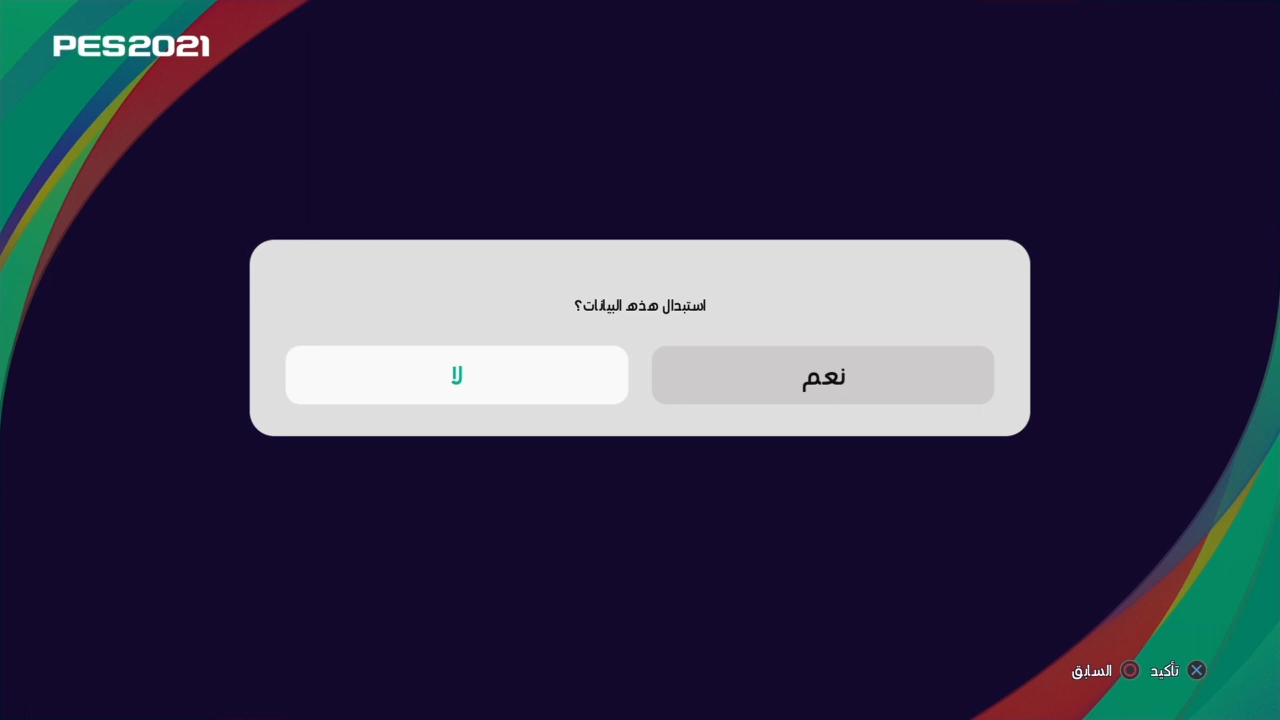 PES2021
استبدال هذه البيانات؟
نعم
لا
تأكيد
السابق